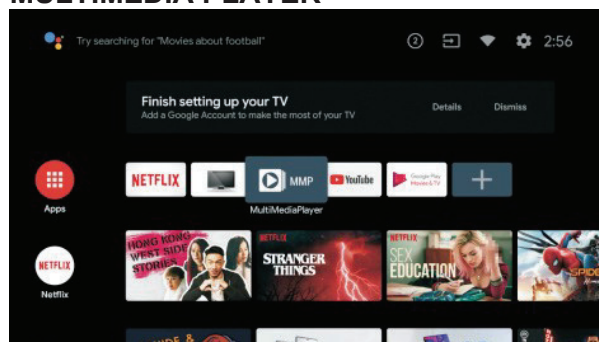 MULTIMEDIA PLAYER
Try searching for "Movies about football"
2
2:56
Finish setting up your TV
Add a Google Account to make the most of your TV
Details
Dismiss
Apps
NETFLIX
MMP
YouTube
Google Play
Movies & TV
MultiMediaPlayer
NETFLIX
Netflix
HONG KONG
WEST SIDE
STORIES
NETFLIX
STRANGER
THINGS
NETFLIX
SEX
EDUCATION